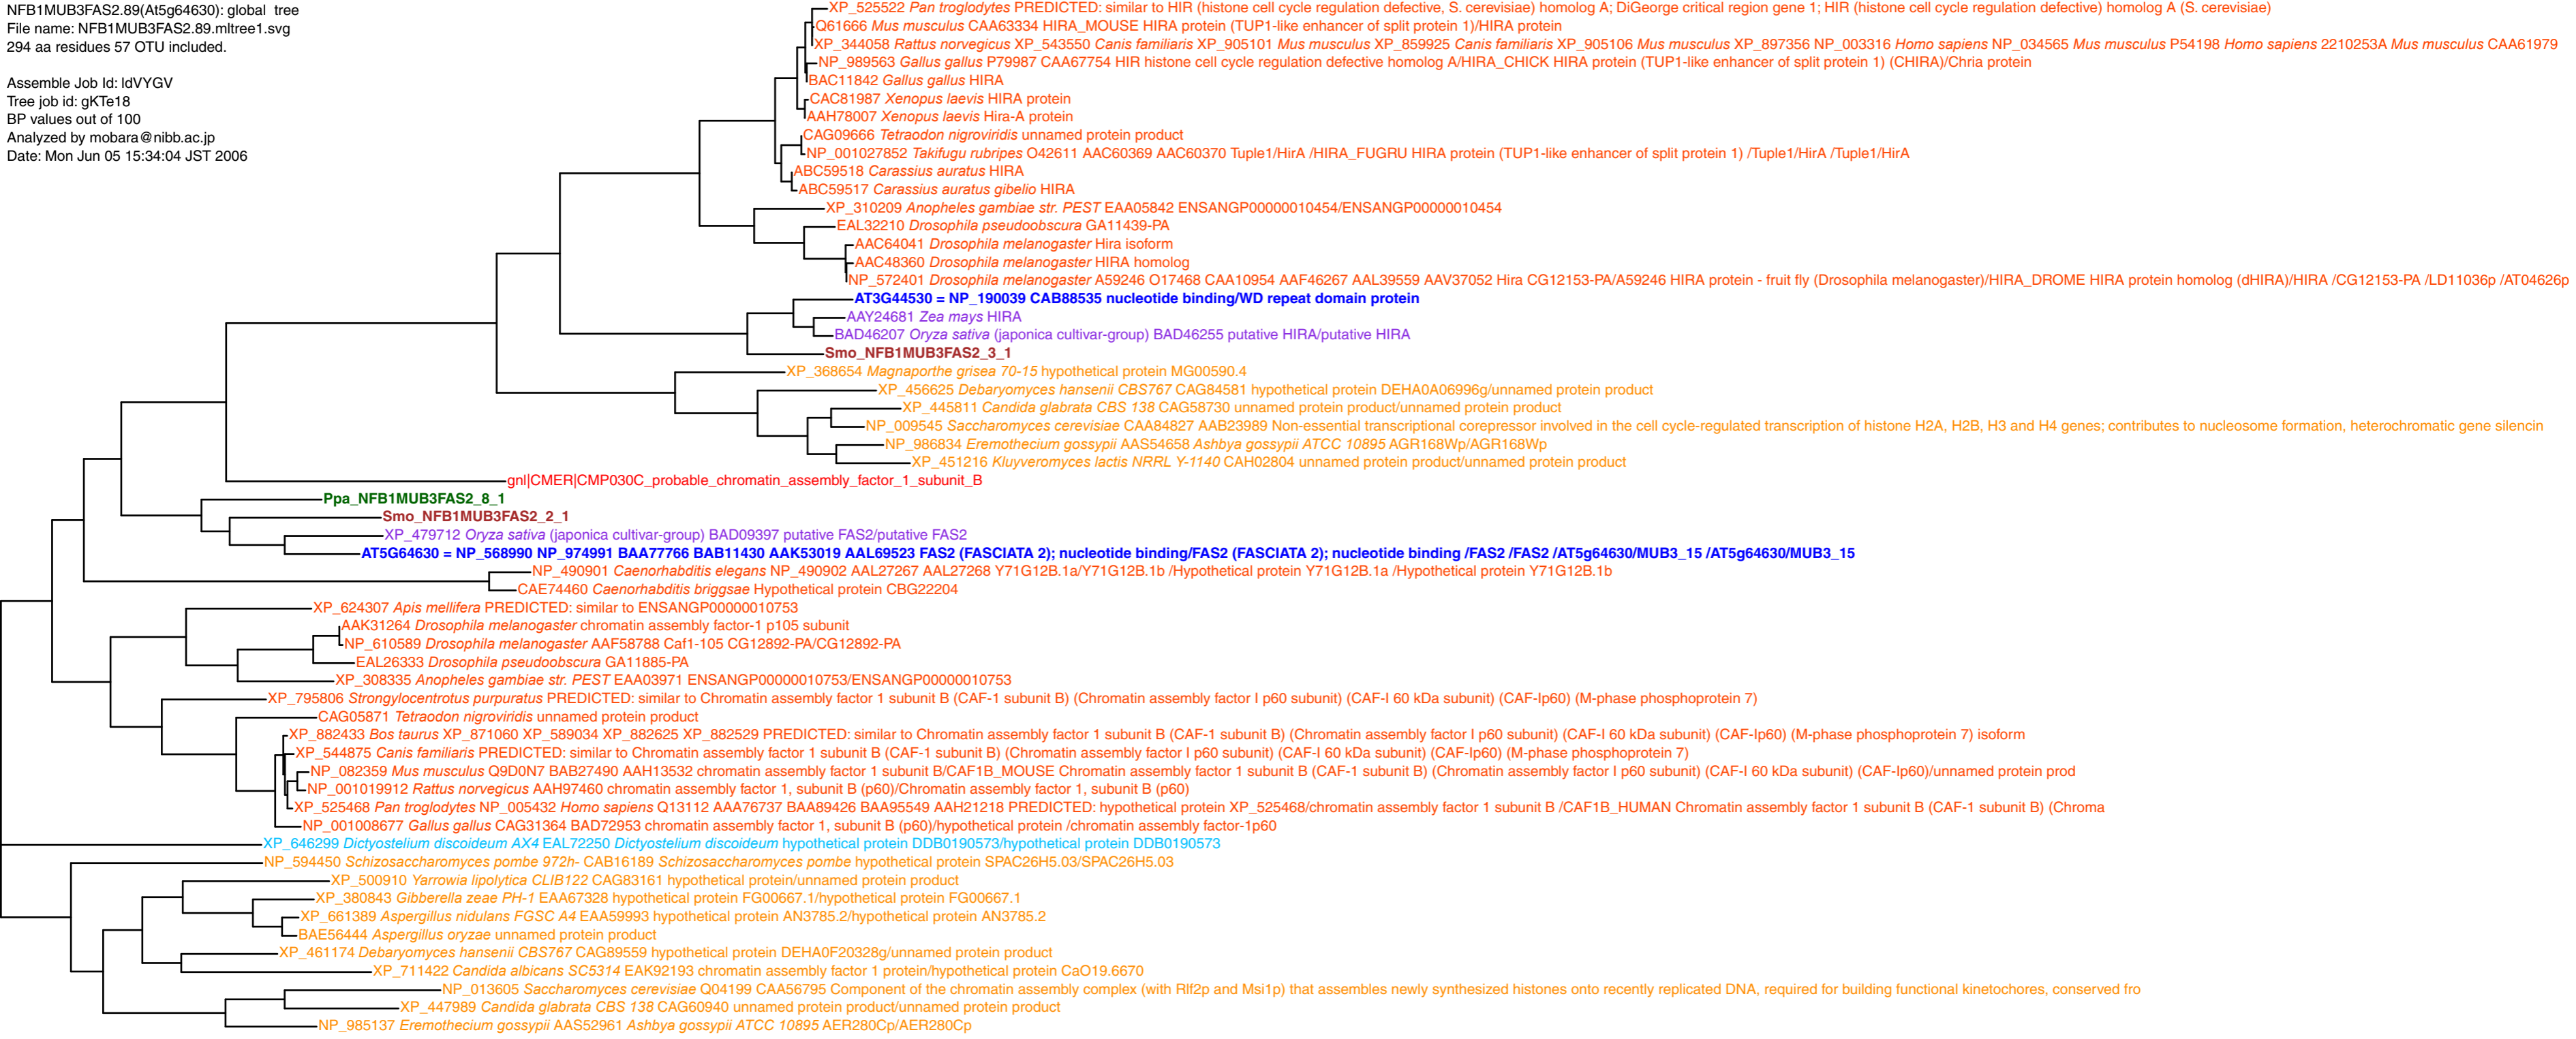 NFB1MUB3FAS2.89(At5g64630): global tree
File name: NFB1MUB3FAS2.89.mltree1.svg
294 aa residues 57 OTU included.
Assemble Job Id: IdVYGV
Tree job id: gKTe18
BP values out of 100
Analyzed by mobara@nibb.ac.jp
Date: Mon Jun 05 15:34:04 JST 2006
XP_525522 Pan troglodytes PREDICTED: similar to HIR (histone cell cycle regulation defective, S. cerevisiae) homolog A; DiGeorge critical region gene 1; HIR (histone cell cycle regulation defective) homolog A (S. cerevisiae)
Q61666 Mus musculus CAA63334 HIRA_MOUSE HIRA protein (TUP1-like enhancer of split protein 1)/HIRA protein
XP_344058 Rattus norvegicus XP_543550 Canis familiaris XP_905101 Mus musculus XP_859925 Canis familiaris XP_905106 Mus musculus XP_897356 NP_003316 Homo sapiens NP_034565 Mus musculus P54198 Homo sapiens 2210253A Mus musculus CAA61979
NP_989563 Gallus gallus P79987 CAA67754 HIR histone cell cycle regulation defective homolog A/HIRA_CHICK HIRA protein (TUP1-like enhancer of split protein 1) (CHIRA)/Chria protein
BAC11842 Gallus gallus HIRA
CAC81987 Xenopus laevis HIRA protein
AAH78007 Xenopus laevis Hira-A protein
CAG09666 Tetraodon nigroviridis unnamed protein product
NP_001027852 Takifugu rubripes O42611 AAC60369 AAC60370 Tuple1/HirA /HIRA_FUGRU HIRA protein (TUP1-like enhancer of split protein 1) /Tuple1/HirA /Tuple1/HirA
ABC59518 Carassius auratus HIRA
ABC59517 Carassius auratus gibelio HIRA
XP_310209 Anopheles gambiae str. PEST EAA05842 ENSANGP00000010454/ENSANGP00000010454
EAL32210 Drosophila pseudoobscura GA11439-PA
AAC64041 Drosophila melanogaster Hira isoform
AAC48360 Drosophila melanogaster HIRA homolog
NP_572401 Drosophila melanogaster A59246 O17468 CAA10954 AAF46267 AAL39559 AAV37052 Hira CG12153-PA/A59246 HIRA protein - fruit fly (Drosophila melanogaster)/HIRA_DROME HIRA protein homolog (dHIRA)/HIRA /CG12153-PA /LD11036p /AT04626p
AT3G44530 = NP_190039 CAB88535 nucleotide binding/WD repeat domain protein
AAY24681 Zea mays HIRA
BAD46207 Oryza sativa (japonica cultivar-group) BAD46255 putative HIRA/putative HIRA
Smo_NFB1MUB3FAS2_3_1
XP_368654 Magnaporthe grisea 70-15 hypothetical protein MG00590.4
XP_456625 Debaryomyces hansenii CBS767 CAG84581 hypothetical protein DEHA0A06996g/unnamed protein product
XP_445811 Candida glabrata CBS 138 CAG58730 unnamed protein product/unnamed protein product
NP_009545 Saccharomyces cerevisiae CAA84827 AAB23989 Non-essential transcriptional corepressor involved in the cell cycle-regulated transcription of histone H2A, H2B, H3 and H4 genes; contributes to nucleosome formation, heterochromatic gene silencin
NP_986834 Eremothecium gossypii AAS54658 Ashbya gossypii ATCC 10895 AGR168Wp/AGR168Wp
XP_451216 Kluyveromyces lactis NRRL Y-1140 CAH02804 unnamed protein product/unnamed protein product
gnl|CMER|CMP030C_probable_chromatin_assembly_factor_1_subunit_B
Ppa_NFB1MUB3FAS2_8_1
Smo_NFB1MUB3FAS2_2_1
XP_479712 Oryza sativa (japonica cultivar-group) BAD09397 putative FAS2/putative FAS2
AT5G64630 = NP_568990 NP_974991 BAA77766 BAB11430 AAK53019 AAL69523 FAS2 (FASCIATA 2); nucleotide binding/FAS2 (FASCIATA 2); nucleotide binding /FAS2 /FAS2 /AT5g64630/MUB3_15 /AT5g64630/MUB3_15
NP_490901 Caenorhabditis elegans NP_490902 AAL27267 AAL27268 Y71G12B.1a/Y71G12B.1b /Hypothetical protein Y71G12B.1a /Hypothetical protein Y71G12B.1b
CAE74460 Caenorhabditis briggsae Hypothetical protein CBG22204
XP_624307 Apis mellifera PREDICTED: similar to ENSANGP00000010753
AAK31264 Drosophila melanogaster chromatin assembly factor-1 p105 subunit
NP_610589 Drosophila melanogaster AAF58788 Caf1-105 CG12892-PA/CG12892-PA
EAL26333 Drosophila pseudoobscura GA11885-PA
XP_308335 Anopheles gambiae str. PEST EAA03971 ENSANGP00000010753/ENSANGP00000010753
XP_795806 Strongylocentrotus purpuratus PREDICTED: similar to Chromatin assembly factor 1 subunit B (CAF-1 subunit B) (Chromatin assembly factor I p60 subunit) (CAF-I 60 kDa subunit) (CAF-Ip60) (M-phase phosphoprotein 7)
CAG05871 Tetraodon nigroviridis unnamed protein product
XP_882433 Bos taurus XP_871060 XP_589034 XP_882625 XP_882529 PREDICTED: similar to Chromatin assembly factor 1 subunit B (CAF-1 subunit B) (Chromatin assembly factor I p60 subunit) (CAF-I 60 kDa subunit) (CAF-Ip60) (M-phase phosphoprotein 7) isoform
XP_544875 Canis familiaris PREDICTED: similar to Chromatin assembly factor 1 subunit B (CAF-1 subunit B) (Chromatin assembly factor I p60 subunit) (CAF-I 60 kDa subunit) (CAF-Ip60) (M-phase phosphoprotein 7)
NP_082359 Mus musculus Q9D0N7 BAB27490 AAH13532 chromatin assembly factor 1 subunit B/CAF1B_MOUSE Chromatin assembly factor 1 subunit B (CAF-1 subunit B) (Chromatin assembly factor I p60 subunit) (CAF-I 60 kDa subunit) (CAF-Ip60)/unnamed protein prod
NP_001019912 Rattus norvegicus AAH97460 chromatin assembly factor 1, subunit B (p60)/Chromatin assembly factor 1, subunit B (p60)
XP_525468 Pan troglodytes NP_005432 Homo sapiens Q13112 AAA76737 BAA89426 BAA95549 AAH21218 PREDICTED: hypothetical protein XP_525468/chromatin assembly factor 1 subunit B /CAF1B_HUMAN Chromatin assembly factor 1 subunit B (CAF-1 subunit B) (Chroma
NP_001008677 Gallus gallus CAG31364 BAD72953 chromatin assembly factor 1, subunit B (p60)/hypothetical protein /chromatin assembly factor-1p60
XP_646299 Dictyostelium discoideum AX4 EAL72250 Dictyostelium discoideum hypothetical protein DDB0190573/hypothetical protein DDB0190573
NP_594450 Schizosaccharomyces pombe 972h- CAB16189 Schizosaccharomyces pombe hypothetical protein SPAC26H5.03/SPAC26H5.03
XP_500910 Yarrowia lipolytica CLIB122 CAG83161 hypothetical protein/unnamed protein product
XP_380843 Gibberella zeae PH-1 EAA67328 hypothetical protein FG00667.1/hypothetical protein FG00667.1
XP_661389 Aspergillus nidulans FGSC A4 EAA59993 hypothetical protein AN3785.2/hypothetical protein AN3785.2
BAE56444 Aspergillus oryzae unnamed protein product
XP_461174 Debaryomyces hansenii CBS767 CAG89559 hypothetical protein DEHA0F20328g/unnamed protein product
XP_711422 Candida albicans SC5314 EAK92193 chromatin assembly factor 1 protein/hypothetical protein CaO19.6670
NP_013605 Saccharomyces cerevisiae Q04199 CAA56795 Component of the chromatin assembly complex (with Rlf2p and Msi1p) that assembles newly synthesized histones onto recently replicated DNA, required for building functional kinetochores, conserved fro
XP_447989 Candida glabrata CBS 138 CAG60940 unnamed protein product/unnamed protein product
NP_985137 Eremothecium gossypii AAS52961 Ashbya gossypii ATCC 10895 AER280Cp/AER280Cp